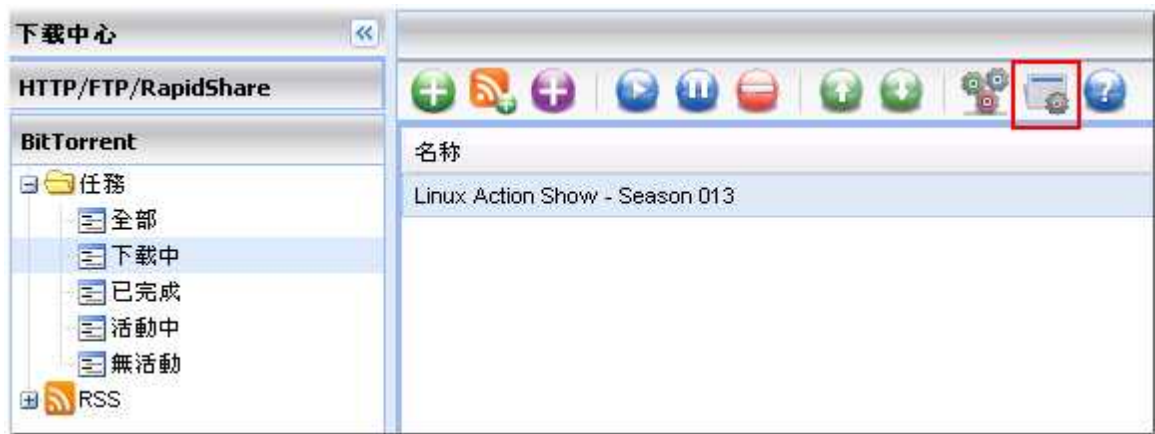 下载中心
HTTP/FTP/RapidShare
BitTorrent
任務
全部
下載中
已完成
活動中
無活動
RSS
名称
Linux Action Show - Season 013